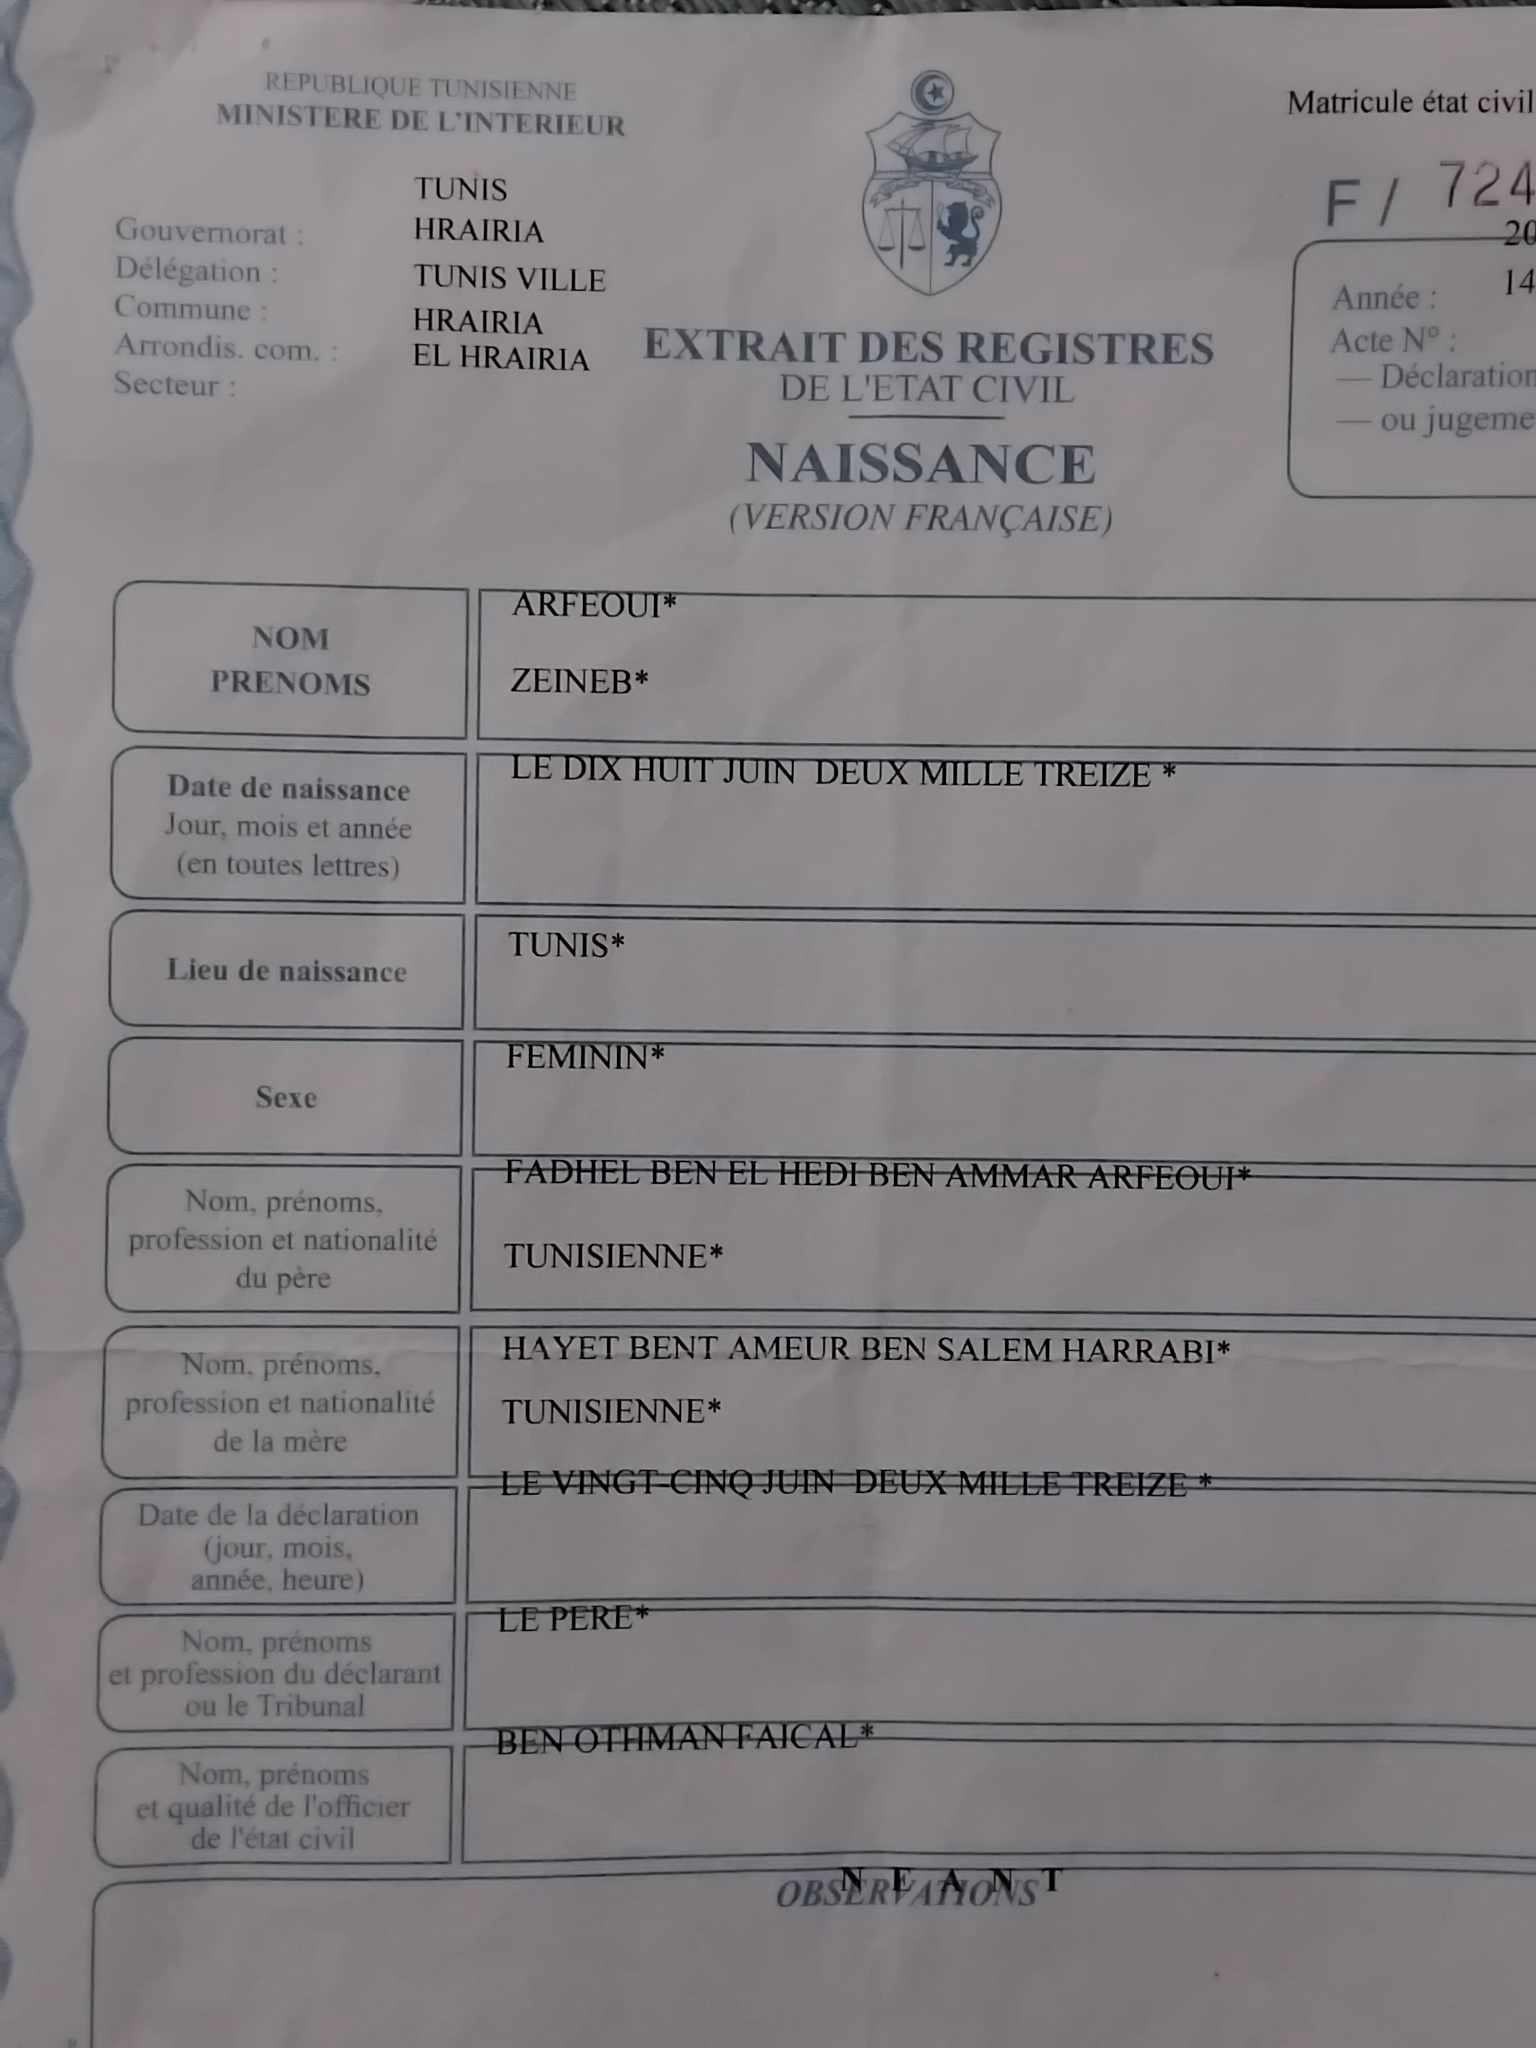 REPUBLIQUE TUNISIENNE
MINISTERE DE L'INTERIEUR
TUNIS
Gouvernorat : HRAIRIA
Délégation : TUNIS VILLE
Commune : HRAIRIA
Arrondis. com. : EL HRAIRIA
Secteur :
EXTRAIT DES REGISTRES
DE L'ETAT CIVIL
NAISSANCE
(VERSION FRANÇAISE)
Matricule état civil
F / 724
20
Année : 14
Acte N° :
— Déclaration
— ou jugeme
NOM
PRENOMS
ARFEOUI*
ZEINEB*
Date de naissance
Jour, mois et année
(en toutes lettres)
LE DIX HUIT JUIN DEUX MILLE TREIZE *
Lieu de naissance
TUNIS*
Sexe
FEMININ*
Nom, prénoms,
profession et nationalité
du père
FADHEL BEN EL HEDI BEN AMMAR ARFEOUI*
TUNISIENNE*
Nom, prénoms,
profession et nationalité
de la mère
HAYET BENT AMEUR BEN SALEM HARRABI*
TUNISIENNE*
Date de la déclaration
(jour, mois,
année, heure)
LE VINGT-CINQ JUIN DEUX MILLE TREIZE *
Nom, prénoms
et profession du déclarant
ou le Tribunal
LE PERE*
Nom, prénoms
et qualité de l'officier
de l'état civil
BEN OTHMAN FAICAL*
N E A N T
OBSERVATIONS